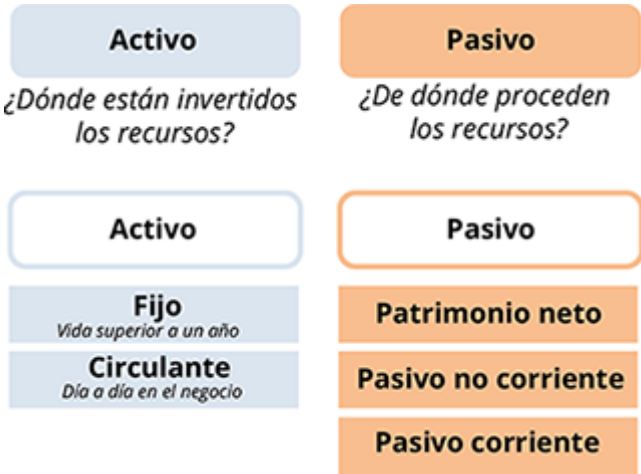 Activo
Pasivo
¿Dónde están invertidos
los recursos?
¿De dónde proceden
los recursos?
Activo
Pasivo
Fijo
Vida superior a un año
Circulante
Día a día en el negocio
Patrimonio neto
Pasivo no corriente
Pasivo corriente